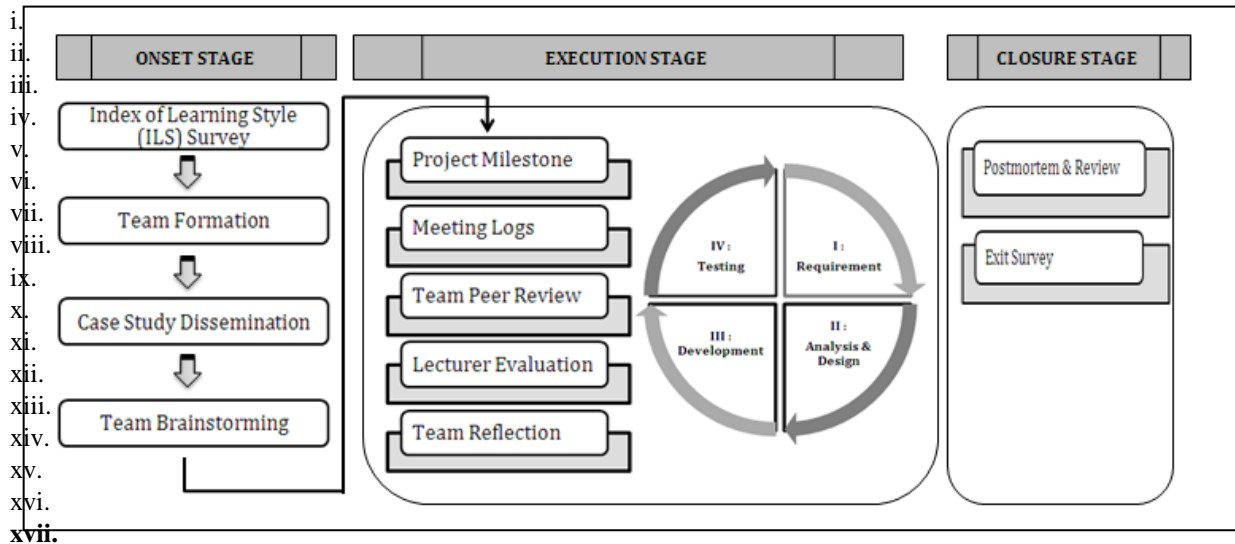 i.
ii.
iii.
iv.
v.
vi.
vii.
viii.
ix.
x.
xi.
xii.
xiii.
xiv.
xv.
xvi.
xvii.
ONSET STAGE
Index of Learning Style
(ILS) Survey
Team Formation
Case Study Dissemination
Team Brainstorming
EXECUTION STAGE
Project Milestone
Meeting Logs
Team Peer Review
Lecturer Evaluation
Team Reflection
IV :
Testing
I :
Requirement
III :
Development
II :
Analysis &
Design
CLOSURE STAGE
Postmortem & Review
Exit Survey